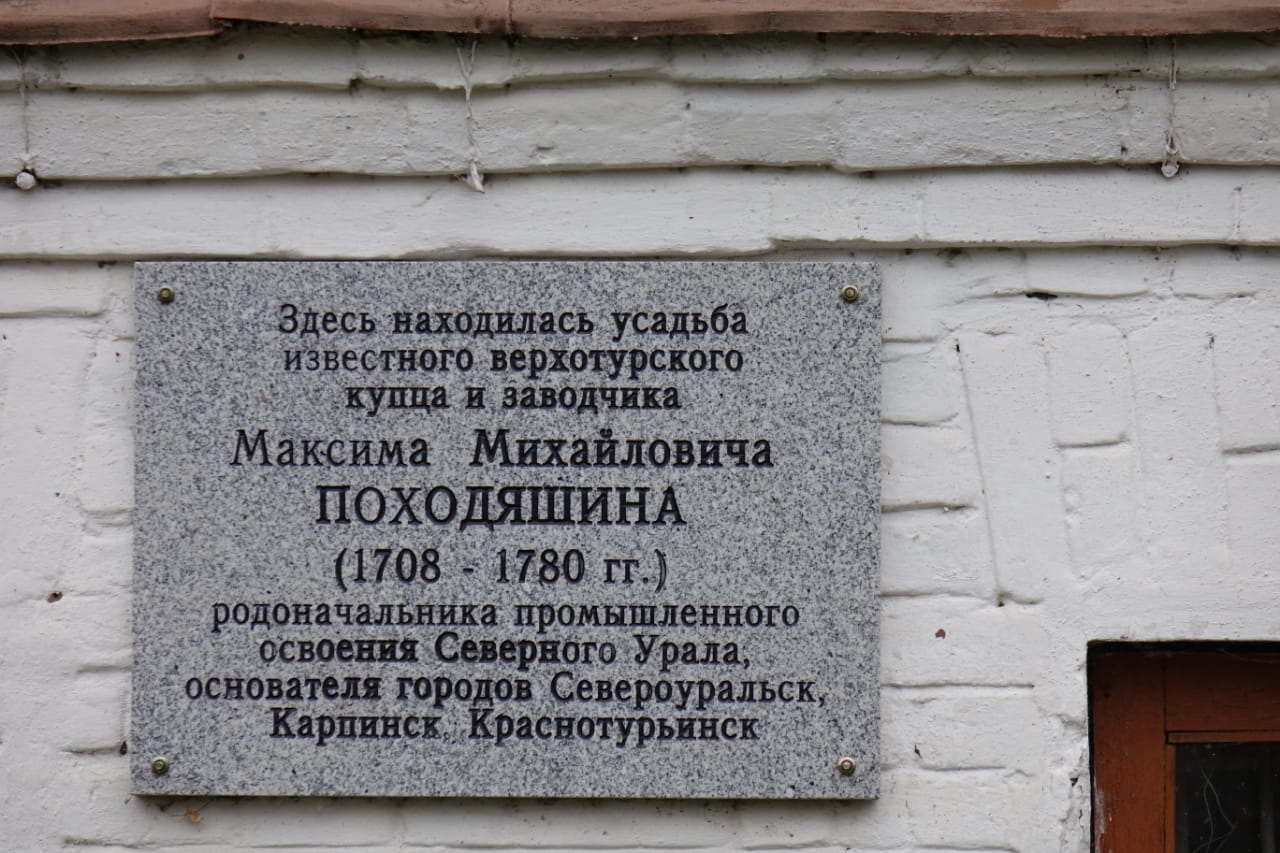 Здесь находилась усадьба
известного верхотурского
купца и заводчика
Максима Михайловича
ПОХОДЯШИНА
(1708 - 1780 гг.)
родоначальника промышленного
освоения Северного Урала,
основателя городов Североуральск,
Карпинск, Краснотурьинск